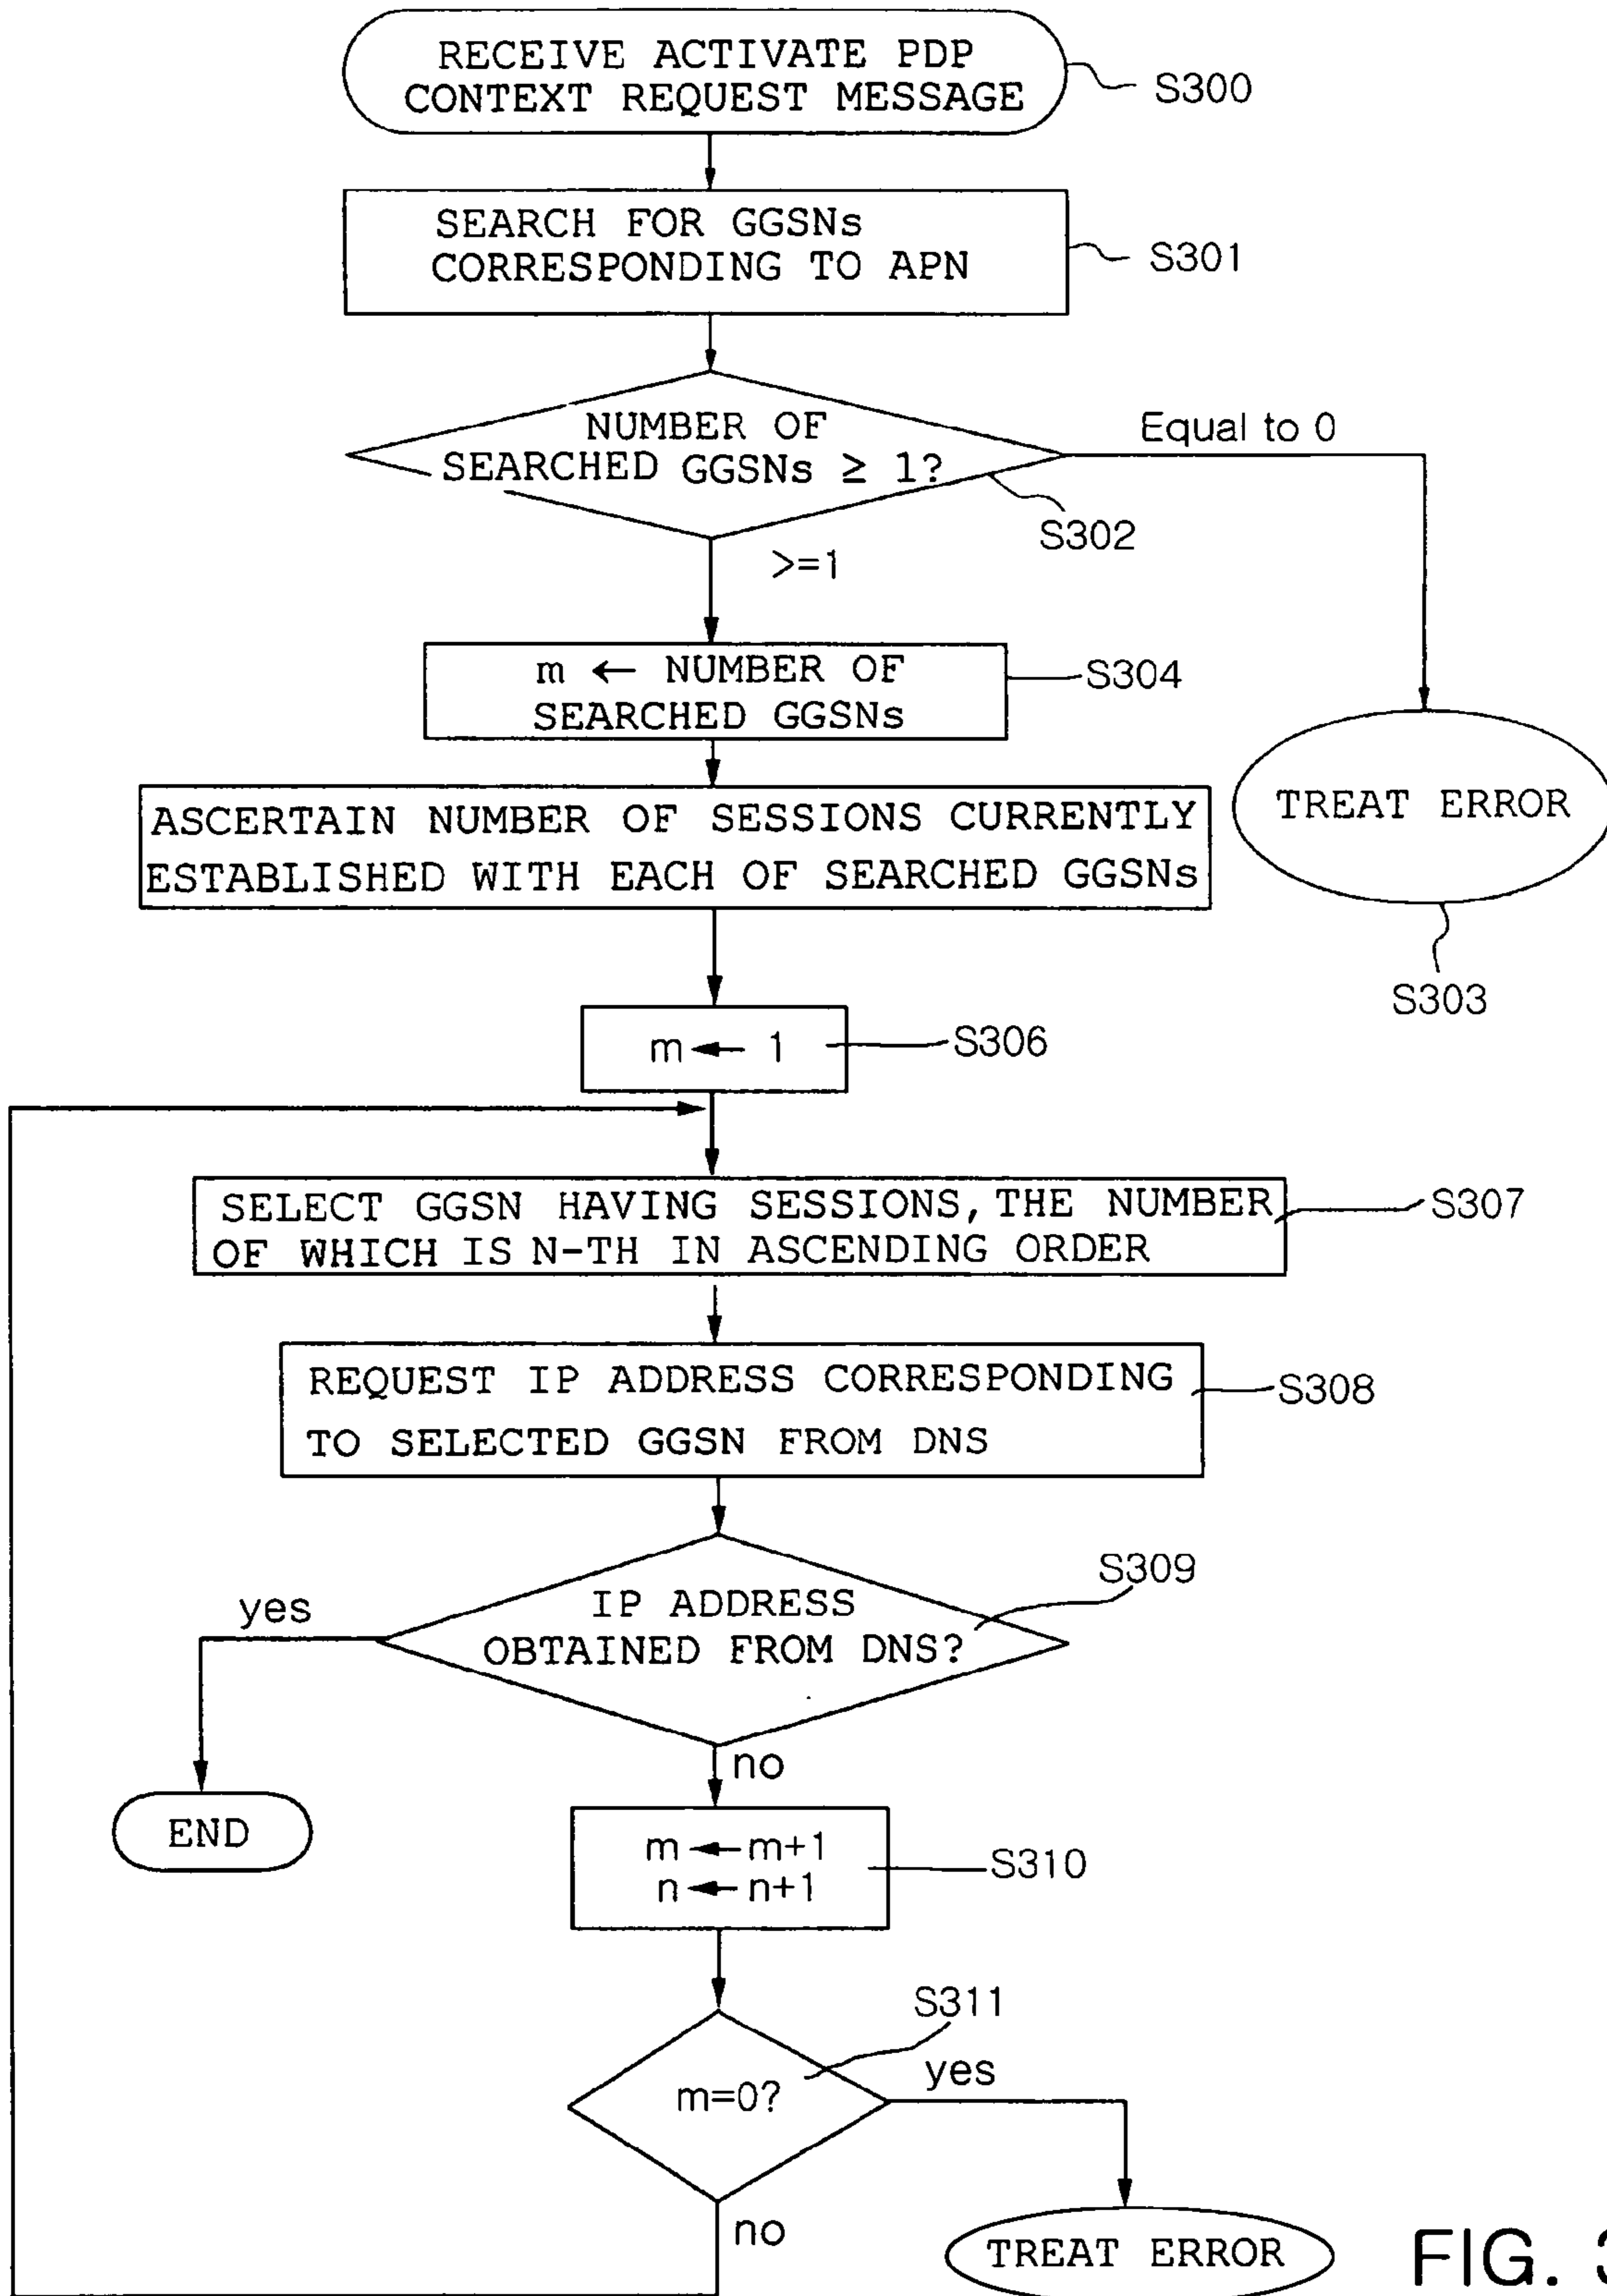 RECEIVE ACTIVATE PDP
CONTEXT REQUEST MESSAGE
S300
SEARCH FOR GGSNs
CORRESPONDING TO APN
S301
NUMBER OF
SEARCHED GGSNs ≥ 1?
Equal to 0
S302
>=1
m ← NUMBER OF
SEARCHED GGSNs
S304
TREAT ERROR
S303
ASCERTAIN NUMBER OF SESSIONS CURRENTLY
ESTABLISHED WITH EACH OF SEARCHED GGSNs
m ← 1
S306
SELECT GGSN HAVING SESSIONS, THE NUMBER
OF WHICH IS N-TH IN ASCENDING ORDER
S307
REQUEST IP ADDRESS CORRESPONDING
TO SELECTED GGSN FROM DNS
S308
IP ADDRESS
OBTAINED FROM DNS?
S309
yes
END
no
m ← m+1
n ← n+1
S310
S311
m=0?
yes
no
TREAT ERROR
FIG. 3